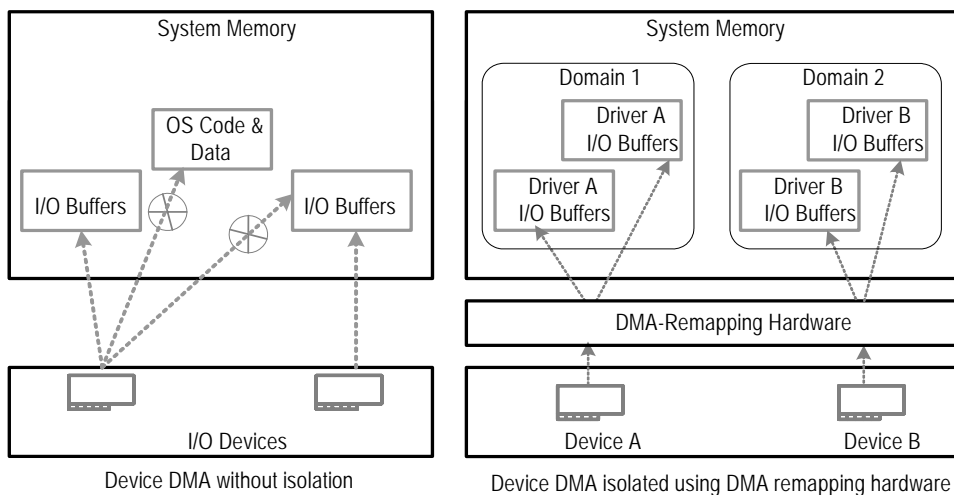 System Memory
OS Code &
Data
I/O Buffers
I/O Buffers
I/O Devices
Device DMA without isolation
System Memory
Domain 1
Driver A
I/O Buffers
Driver A
I/O Buffers
Domain 2
Driver B
I/O Buffers
Driver B
I/O Buffers
DMA-Remapping Hardware
Device A
Device B
Device DMA isolated using DMA remapping hardware